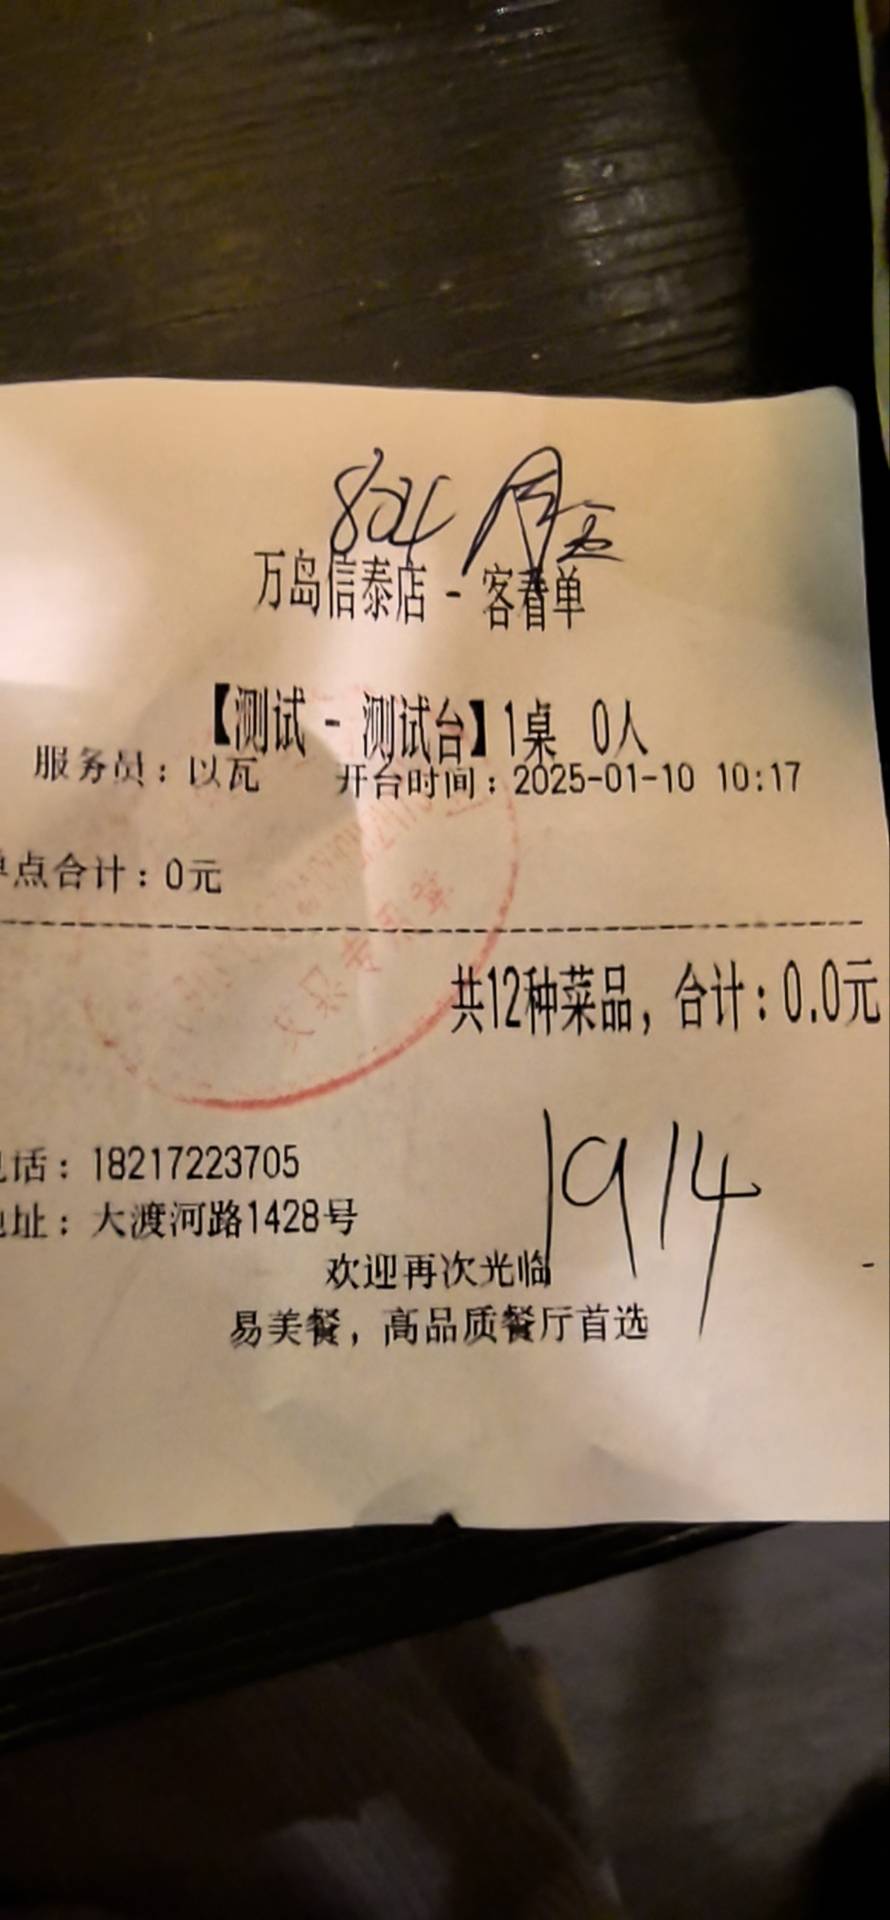 804
万岛信泰店 - 客看单
【测试 - 测试台】1桌 0人
服务员：以瓦 开台时间：2025-01-10 10:17
单点合计：0元
共12种菜品，合计：0.0元
1914
电话：18217223705
地址：大渡河路1428号
欢迎再次光临
易美餐，高品质餐厅首选